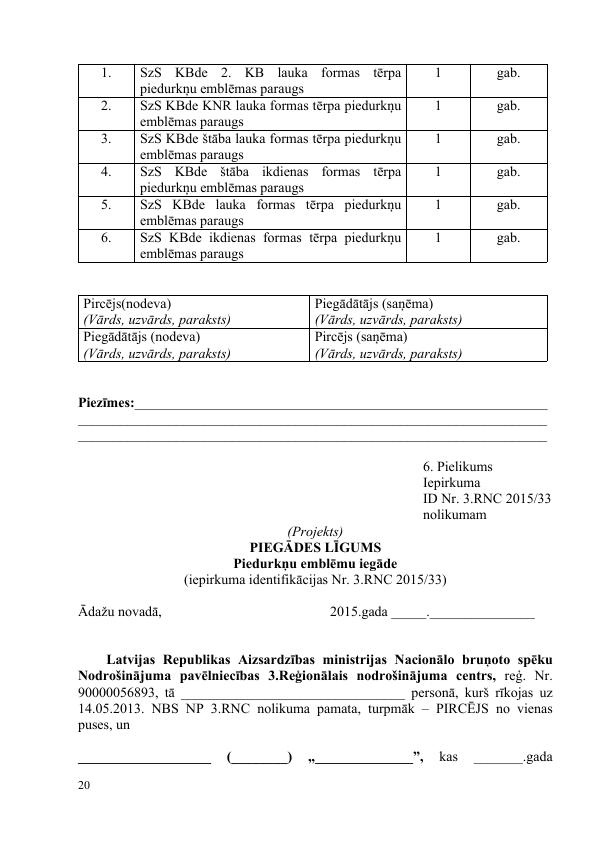 1. SzS KBde 2. KB lauka formas tērpa 1 gab.
piedurkņu emblēmas paraugs
2. SzS KBde KNR lauka formas tērpa piedurkņu 1 gab.
emblēmas paraugs
3. SzS KBde štāba lauka formas tērpa piedurkņu 1 gab.
emblēmas paraugs
4. SzS KBde štāba ikdienas formas tērpa 1 gab.
piedurkņu emblēmas paraugs
5. SzS KBde lauka formas tērpa piedurkņu 1 gab.
emblēmas paraugs
6. SzS KBde ikdienas formas tērpa piedurkņu 1 gab.
emblēmas paraugs
Pircējs(nodeva) Piegādātājs (saņēma)
(Vārds, uzvārds, paraksts) (Vārds, uzvārds, paraksts)
Piegādātājs (nodeva) Pircējs (saņēma)
(Vārds, uzvārds, paraksts) (Vārds, uzvārds, paraksts)
Piezīmes:___________________________________________________________
___________________________________________________________________
___________________________________________________________________
6. Pielikums
Iepirkuma
ID Nr. 3.RNC 2015/33
nolikumam
(Projekts)
PIEGĀDES LĪGUMS
Piedurkņu emblēmu iegāde
(iepirkuma identifikācijas Nr. 3.RNC 2015/33)
Ādažu novadā, 2015.gada _____._______________
Latvijas Republikas Aizsardzības ministrijas Nacionālo bruņoto spēku
Nodrošinājuma pavēlniecības 3.Reģionālais nodrošinājuma centrs, reģ. Nr.
90000056893, tā ________________________________ personā, kurš rīkojas uz
14.05.2013. NBS NP 3.RNC nolikuma pamata, turpmāk – PIRCĒJS no vienas
puses, un
___________________ (________) „______________”, kas _______.gada
20